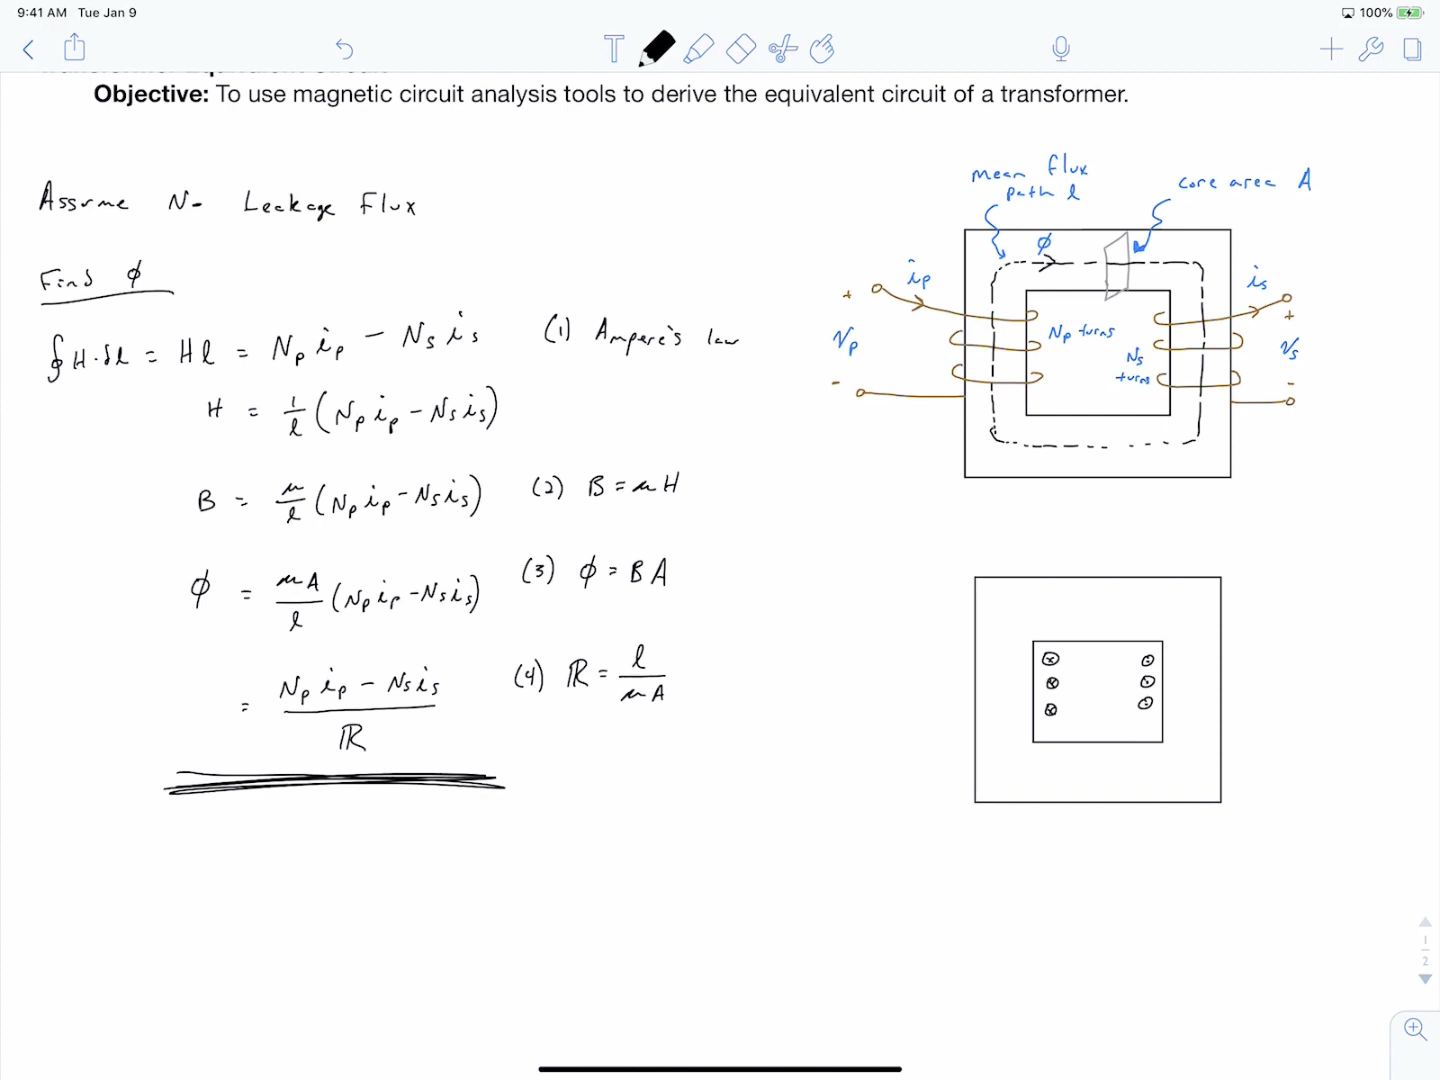 9:41 AM Tue Jan 9
100%
Objective: To use magnetic circuit analysis tools to derive the equivalent circuit of a transformer.
Assume No Leakage Flux
Find ϕ
∮H·dl = Hl = Np ip − Ns is (1) Ampere's law
H = 1/l (Np ip − Ns is)
B = μ/l (Np ip − Ns is) (2) B = μH
ϕ = μA/l (Np ip − Ns is) (3) ϕ = BA
= (Np ip − Ns is)/ℝ (4) ℝ = l/μA
mean flux
path l
core area A
ϕ
ip
is
+
+
Vp
Np turns
Ns
turns
Vs
-
-
1
2